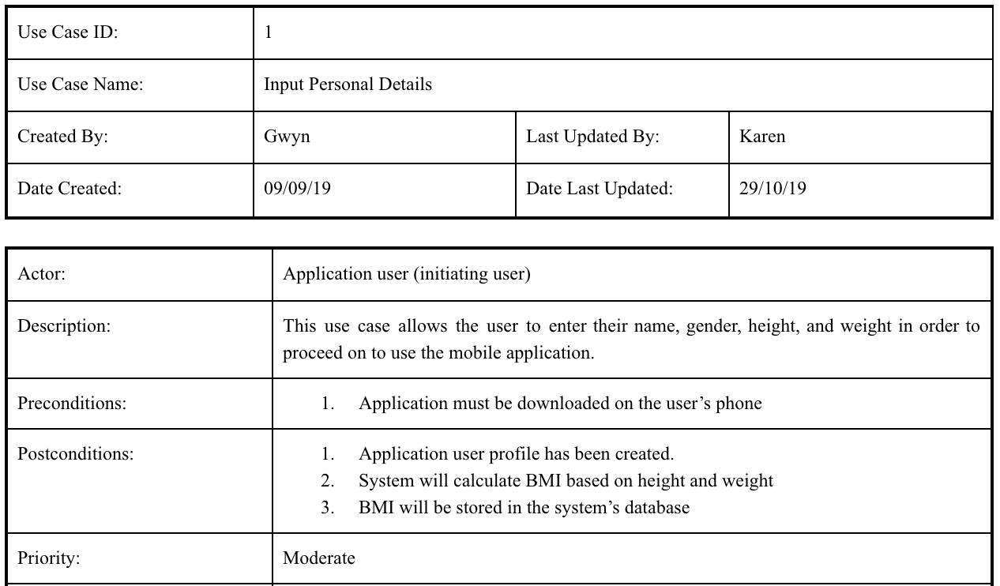 Use Case ID: 1
Use Case Name: Input Personal Details
Created By: Gwyn Last Updated By: Karen
Date Created: 09/09/19 Date Last Updated: 29/10/19
Actor: Application user (initiating user)
Description: This use case allows the user to enter their name, gender, height, and weight in order to
proceed on to use the mobile application.
Preconditions: 1. Application must be downloaded on the user’s phone
Postconditions: 1. Application user profile has been created.
2. System will calculate BMI based on height and weight
3. BMI will be stored in the system’s database
Priority: Moderate